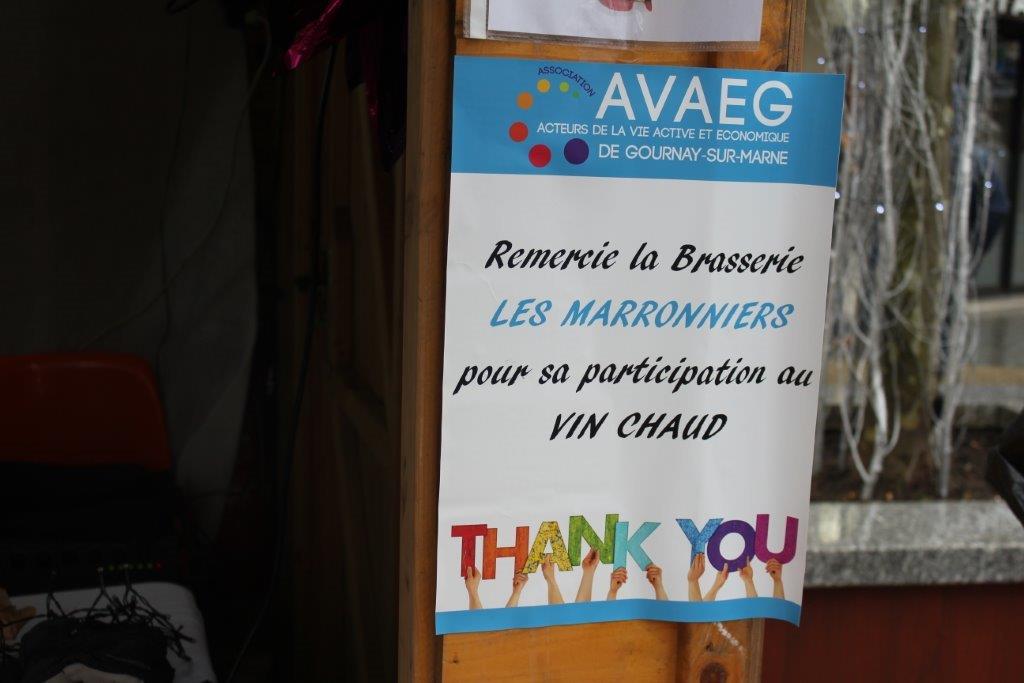 ASSOCIATION
AVAEG
ACTEURS DE LA VIE ACTIVE ET ECONOMIQUE
DE GOURNAY-SUR-MARNE
Remercie la Brasserie
LES MARRONNIERS
pour sa participation au
VIN CHAUD
THANK YOU